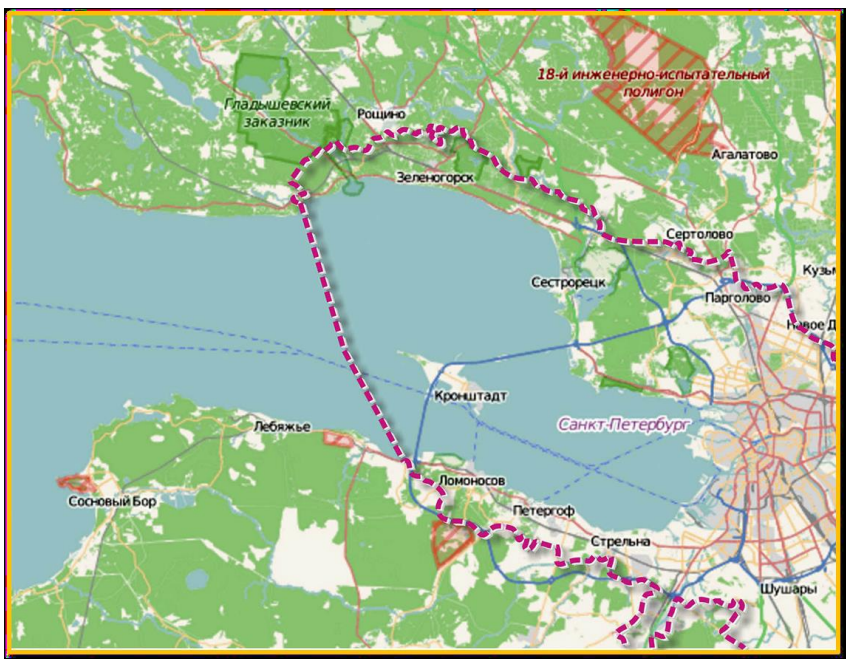 18-й инженерно-испытательный
полигон
Гладышевский
заказник
Рощино
Агалатово
Зеленогорск
Сертолово
Сестрорецк
Парголово
Кузьм
Новое Д
Кронштадт
Санкт-Петербург
Лебяжье
Ломоносов
Сосновый Бор
Петергоф
Стрельна
Шушары